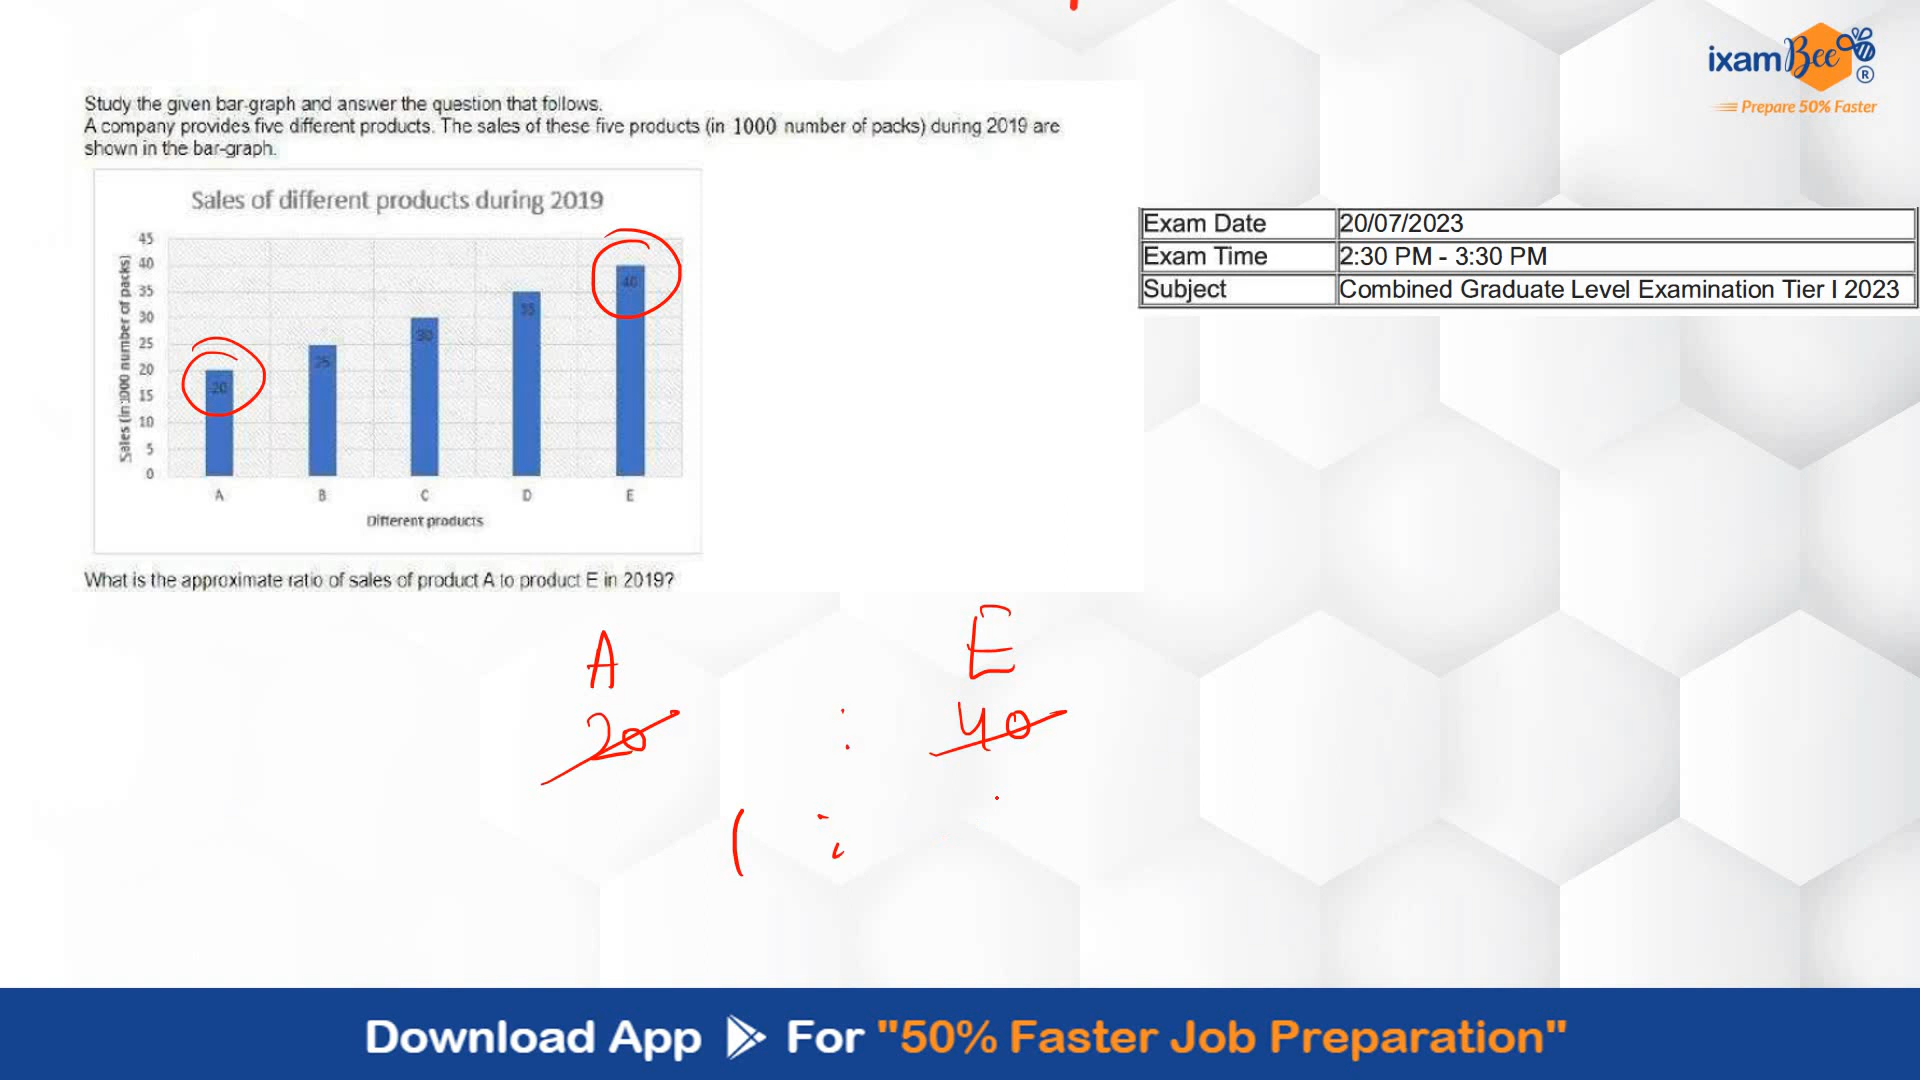 ixamBee
®
Prepare 50% Faster
Study the given bar-graph and answer the question that follows.
A company provides five different products. The sales of these five products (in 1000 number of packs) during 2019 are
shown in the bar-graph.
Sales of different products during 2019
Sales (in 1000 number of packs)
45
40
35
30
25
20
15
10
5
0
20
25
30
35
40
A B C D E
Different products
Exam Date 20/07/2023
Exam Time 2:30 PM - 3:30 PM
Subject Combined Graduate Level Examination Tier I 2023
What is the approximate ratio of sales of product A to product E in 2019?
A E
20 : 40
Download App For "50% Faster Job Preparation"